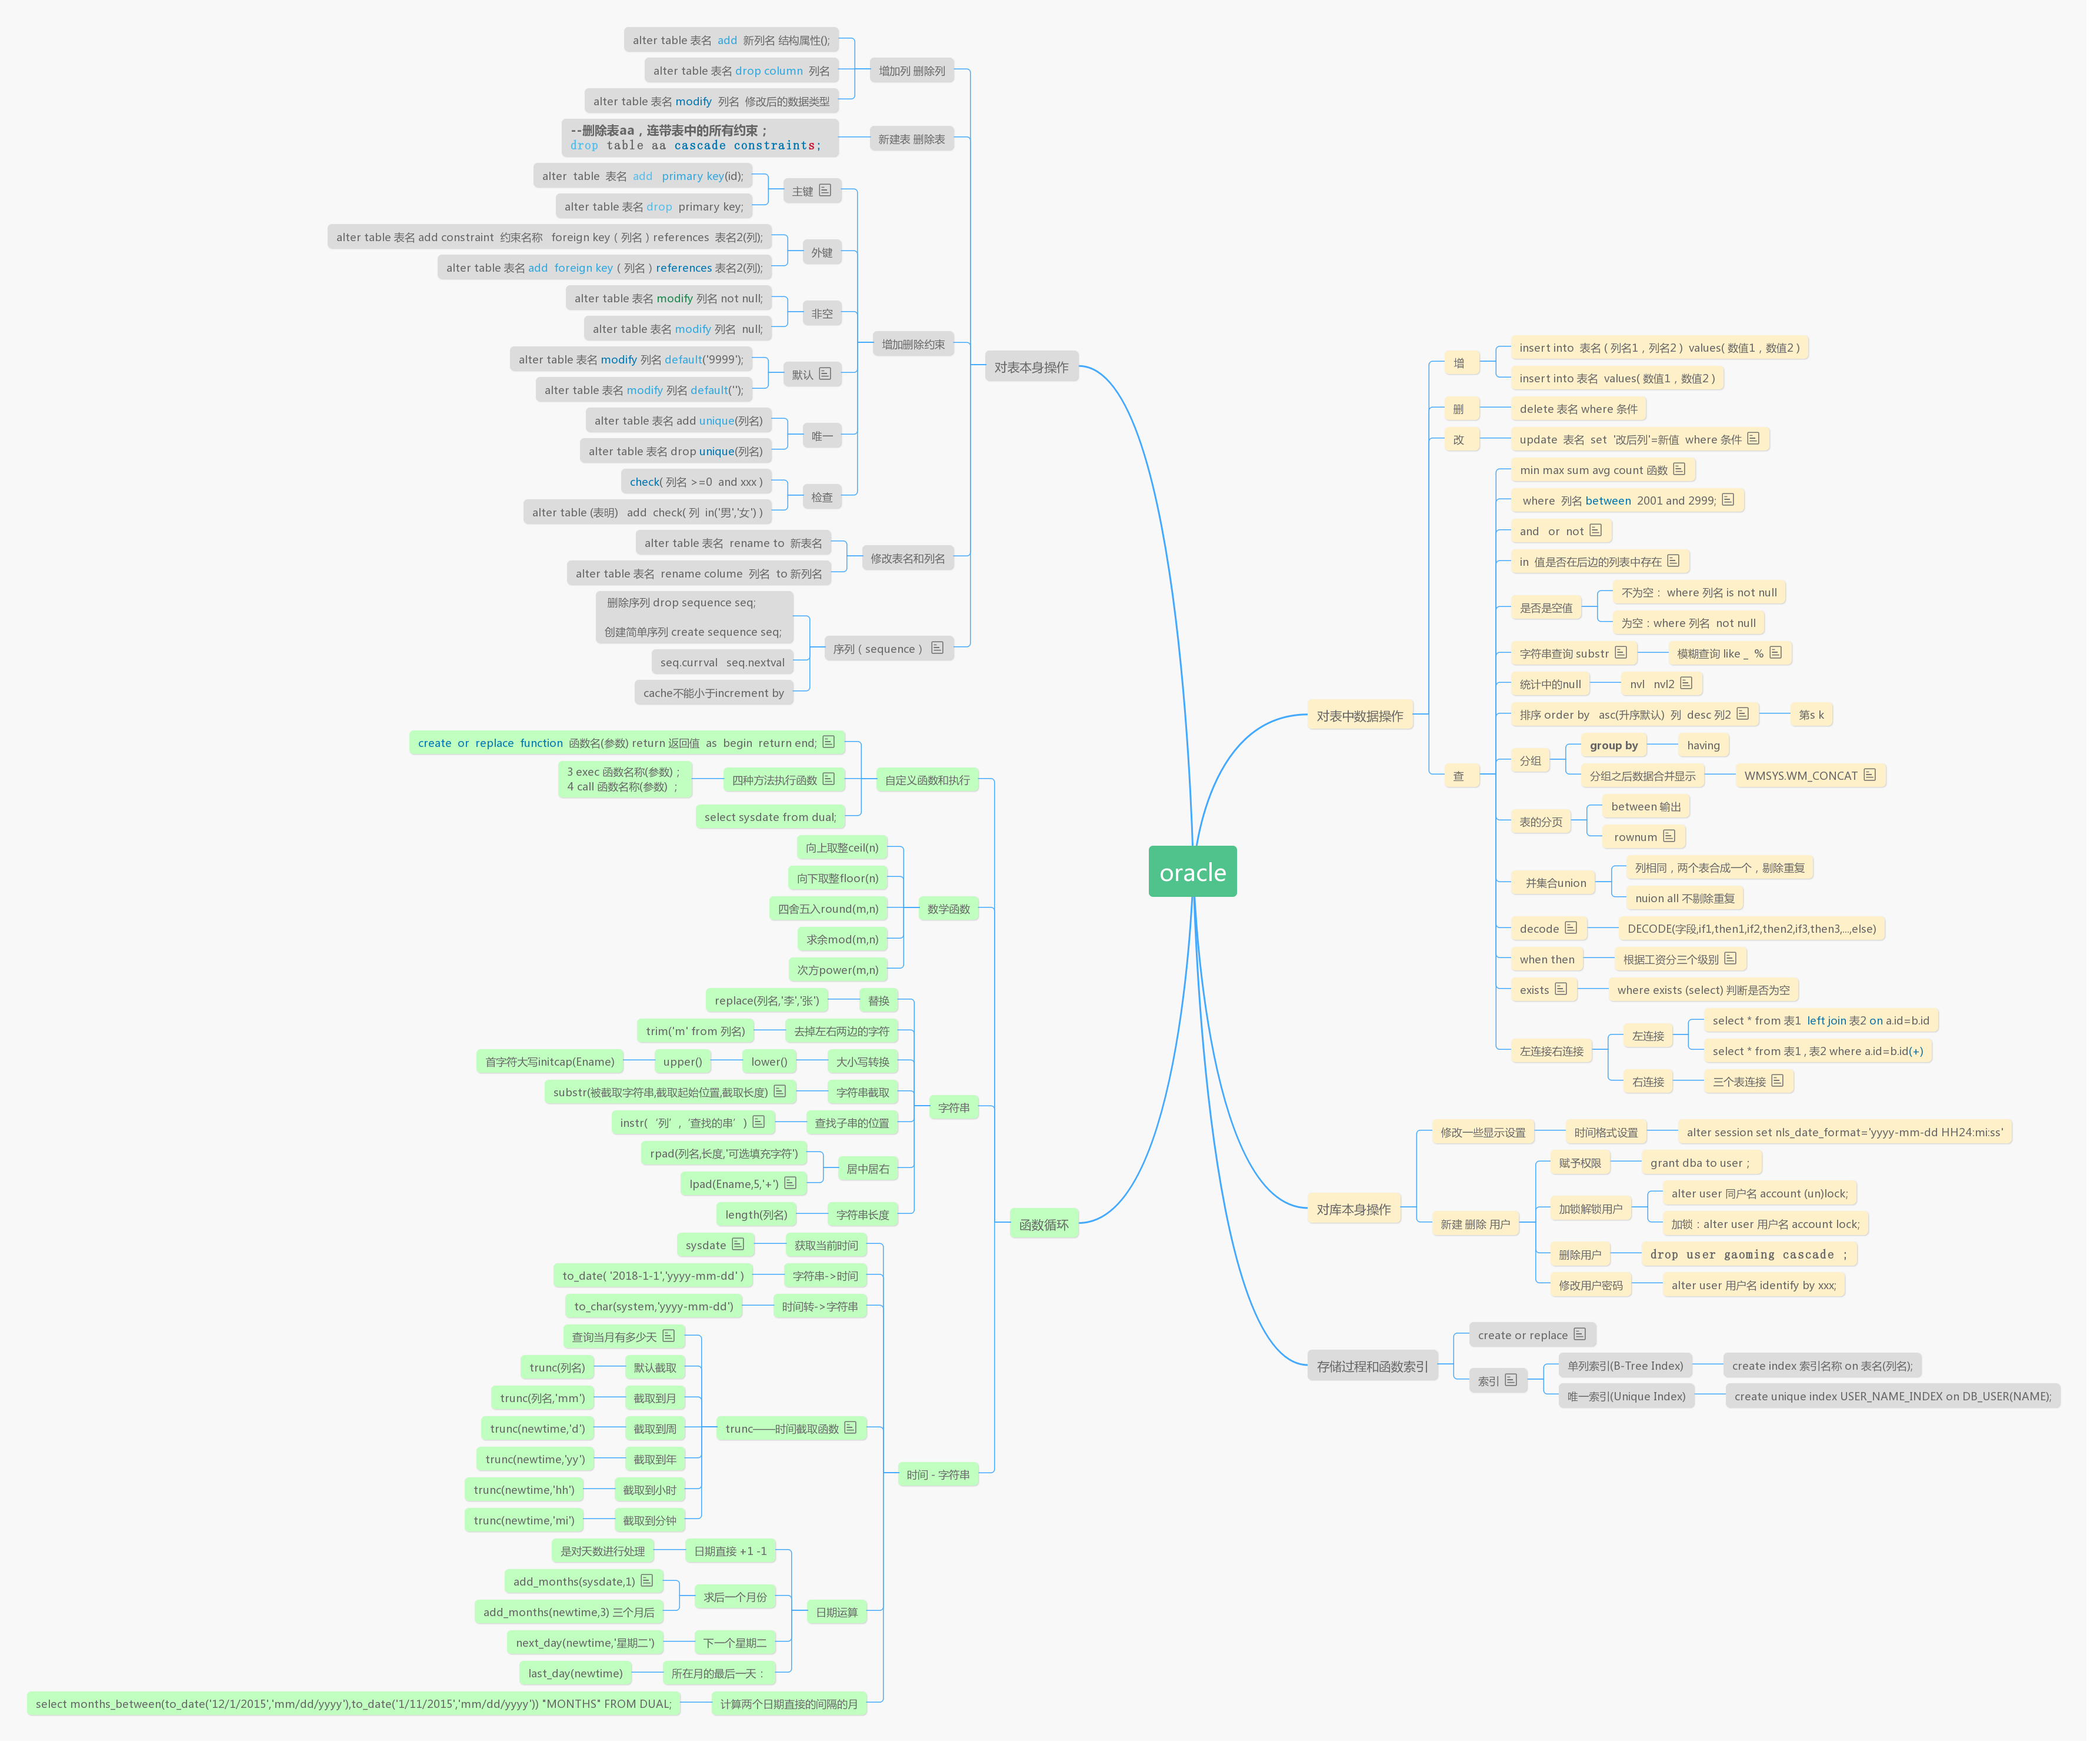 oracle
对表本身操作
增加列 删除列
alter table 表名 add 新列名 结构属性();
alter table 表名 drop column 列名
alter table 表名 modify 列名 修改后的数据类型
新建表 删除表
--删除表aa，连带表中的所有约束；
drop table aa cascade constraints;
增加删除约束
主键
alter table 表名 add primary key(id);
alter table 表名 drop primary key;
外键
alter table 表名 add constraint 约束名称 foreign key ( 列名 ) references 表名2(列);
alter table 表名 add foreign key ( 列名 ) references 表名2(列);
非空
alter table 表名 modify 列名 not null;
alter table 表名 modify 列名 null;
默认
alter table 表名 modify 列名 default('9999');
alter table 表名 modify 列名 default('');
唯一
alter table 表名 add unique(列名)
alter table 表名 drop unique(列名)
检查
check( 列名 >=0 and xxx )
alter table (表明) add check( 列 in('男','女') )
修改表名和列名
alter table 表名 rename to 新表名
alter table 表名 rename colume 列名 to 新列名
序列 ( sequence )
删除序列 drop sequence seq;
创建简单序列 create sequence seq;
seq.currval seq.nextval
cache不能小于increment by
函数循环
自定义函数和执行
create or replace function 函数名(参数) return 返回值 as begin return end;
四种方法执行函数
3 exec 函数名称(参数)；
4 call 函数名称(参数) ；
select sysdate from dual;
数学函数
向上取整ceil(n)
向下取整floor(n)
四舍五入round(m,n)
求余mod(m,n)
次方power(m,n)
字符串
替换
replace(列名,'李','张')
去掉左右两边的字符
trim('m' from 列名)
大小写转换
lower()
upper()
首字符大写initcap(Ename)
字符串截取
substr(被截取字符串,截取起始位置,截取长度)
查找子串的位置
instr(‘列’,‘查找的串’)
居中居右
rpad(列名,长度,'可选填充字符')
lpad(Ename,5,'+')
字符串长度
length(列名)
时间 - 字符串
获取当前时间
sysdate
字符串->时间
to_date( '2018-1-1','yyyy-mm-dd' )
时间转->字符串
to_char(system,'yyyy-mm-dd')
trunc——时间截取函数
查询当月有多少天
默认截取
trunc(列名)
截取到月
trunc(列名,'mm')
截取到周
trunc(newtime,'d')
截取到年
trunc(newtime,'yy')
截取到小时
trunc(newtime,'hh')
截取到分钟
trunc(newtime,'mi')
日期运算
日期直接 +1 -1
是对天数进行处理
求后一个月份
add_months(sysdate,1)
add_months(newtime,3) 三个月后
下一个星期二
next_day(newtime,'星期二')
所在月的最后一天：
last_day(newtime)
计算两个日期直接的间隔的月
select months_between(to_date('12/1/2015','mm/dd/yyyy'),to_date('1/11/2015','mm/dd/yyyy')) "MONTHS" FROM DUAL;
对表中数据操作
增
insert into 表名 ( 列名1，列名2 ) values( 数值1，数值2 )
insert into 表名 values( 数值1，数值2 )
删
delete 表名 where 条件
改
update 表名 set '改后列'=新值 where 条件
查
min max sum avg count 函数
where 列名 between 2001 and 2999;
and or not
in 值是否在后边的列表中存在
是否是空值
不为空： where 列名 is not null
为空：where 列名 not null
字符串查询 substr
模糊查询 like _ %
统计中的null
nvl nvl2
排序 order by asc(升序默认) 列 desc 列2
第s k
分组
group by
having
分组之后数据合并显示
WMSYS.WM_CONCAT
表的分页
between 输出
rownum
并集合union
列相同，两个表合成一个，剔除重复
nuion all 不剔除重复
decode
DECODE(字段,if1,then1,if2,then2,if3,then3,...,else)
when then
根据工资分三个级别
exists
where exists (select) 判断是否为空
左连接右连接
左连接
select * from 表1 left join 表2 on a.id=b.id
select * from 表1 , 表2 where a.id=b.id(+)
右连接
三个表连接
对库本身操作
修改一些显示设置
时间格式设置
alter session set nls_date_format='yyyy-mm-dd HH24:mi:ss'
新建 删除 用户
赋予权限
grant dba to user；
加锁解锁用户
alter user 同户名 account (un)lock;
加锁：alter user 用户名 account lock;
删除用户
drop user gaoming cascade ；
修改用户密码
alter user 用户名 identify by xxx;
存储过程和函数索引
create or replace
索引
单列索引(B-Tree Index)
create index 索引名称 on 表名(列名);
唯一索引(Unique Index)
create unique index USER_NAME_INDEX on DB_USER(NAME);